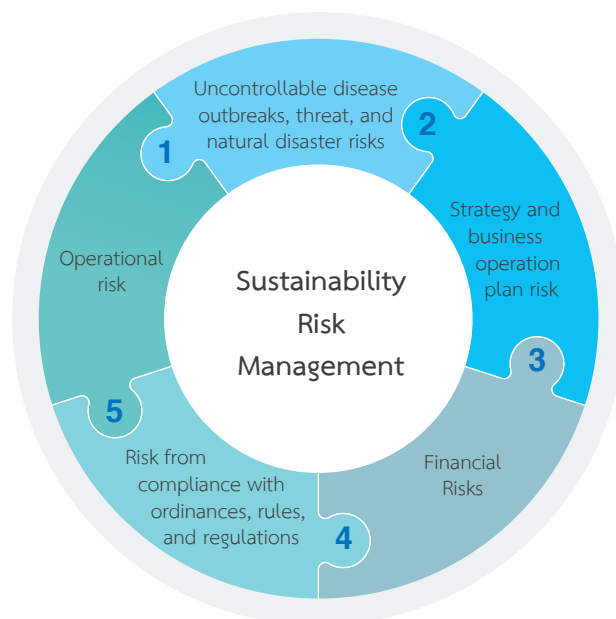 Uncontrollable disease
outbreaks, threat, and
natural disaster risks
1
2
Strategy and
business
operation
plan risk
3
Financial
Risks
4
Risk from
compliance with
ordinances, rules,
and regulations
5
Operational
risk
Sustainability
Risk
Management